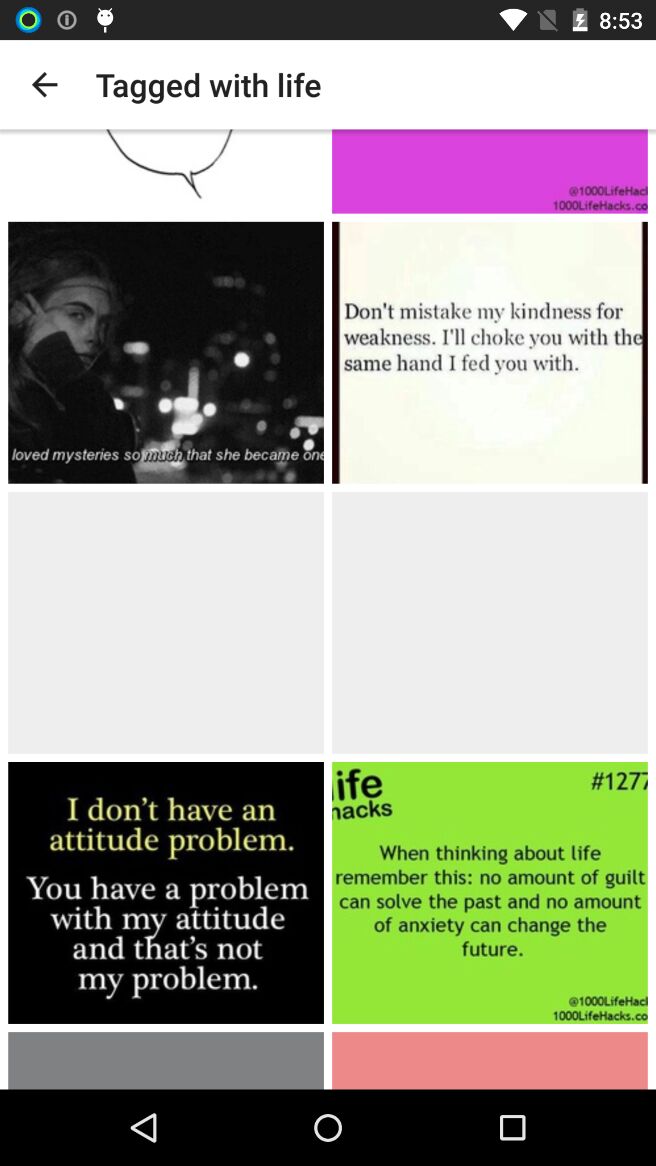 8:53
Tagged with life
@1000LifeHac
1000LifeHacks.co
loved mysteries so much that she became one
Don't mistake my kindness for
weakness. I'll choke you with the
same hand I fed you with.
I don't have an
attitude problem.
You have a problem
with my attitude
and that's not
my problem.
ife
hacks
#1277
When thinking about life
remember this: no amount of guilt
can solve the past and no amount
of anxiety can change the
future.
@1000LifeHac
1000LifeHacks.co